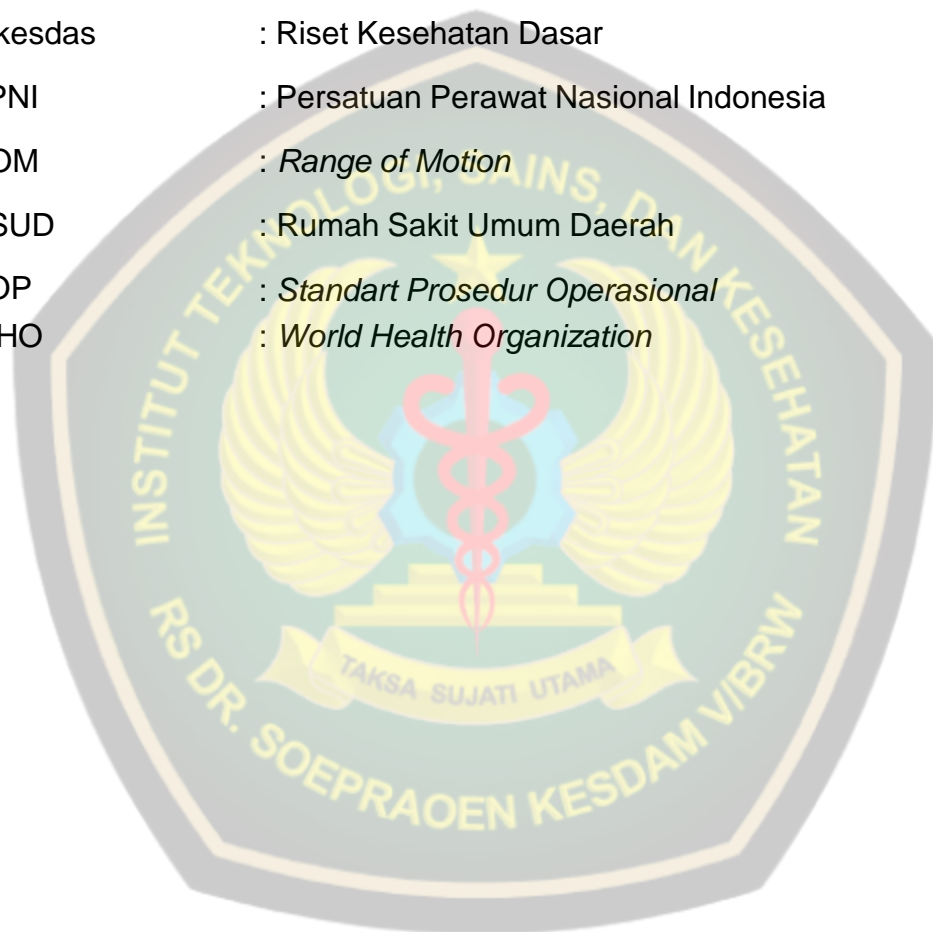 kesdas : Riset Kesehatan Dasar
PNI : Persatuan Perawat Nasional Indonesia
OM : Range of Motion
SUD : Rumah Sakit Umum Daerah
OP : Standart Prosedur Operasional
HO : World Health Organization
INSTITUT TEKNOLOGI, SAINS, DAN KESEHATAN
TAKSA SUJATI UTAMA
RS DR. SOEPRAOEN KESDAM V/BRW